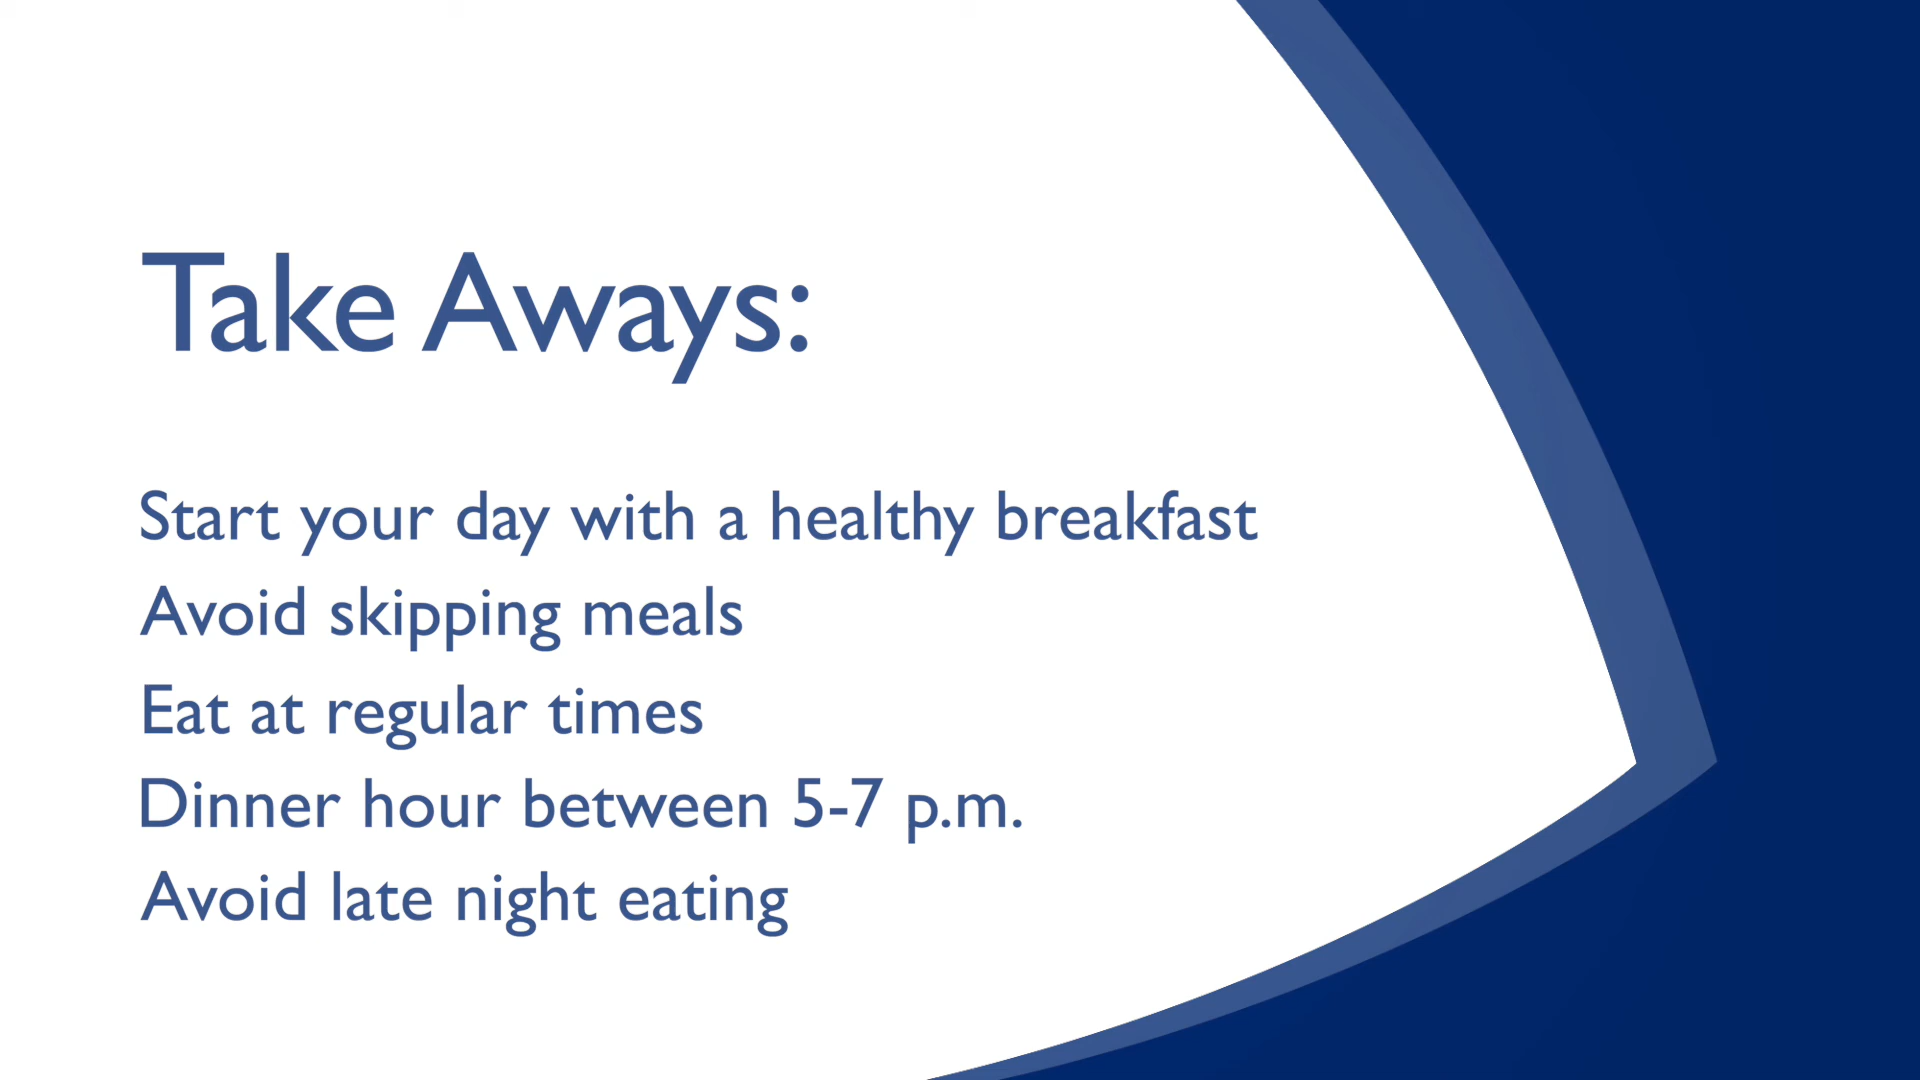 Take Aways:
Start your day with a healthy breakfast
Avoid skipping meals
Eat at regular times
Dinner hour between 5-7 p.m.
Avoid late night eating